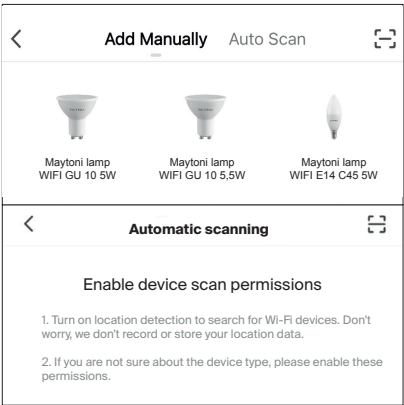 Add Manually Auto Scan
Maytoni lamp
WIFI GU 10 5W
Maytoni lamp
WIFI GU 10 5,5W
Maytoni lamp
WIFI E14 C45 5W
Automatic scanning
Enable device scan permissions
1. Turn on location detection to search for Wi-Fi devices. Don't
worry, we don't record or store your location data.
2. If you are not sure about the device type, please enable these
permissions.